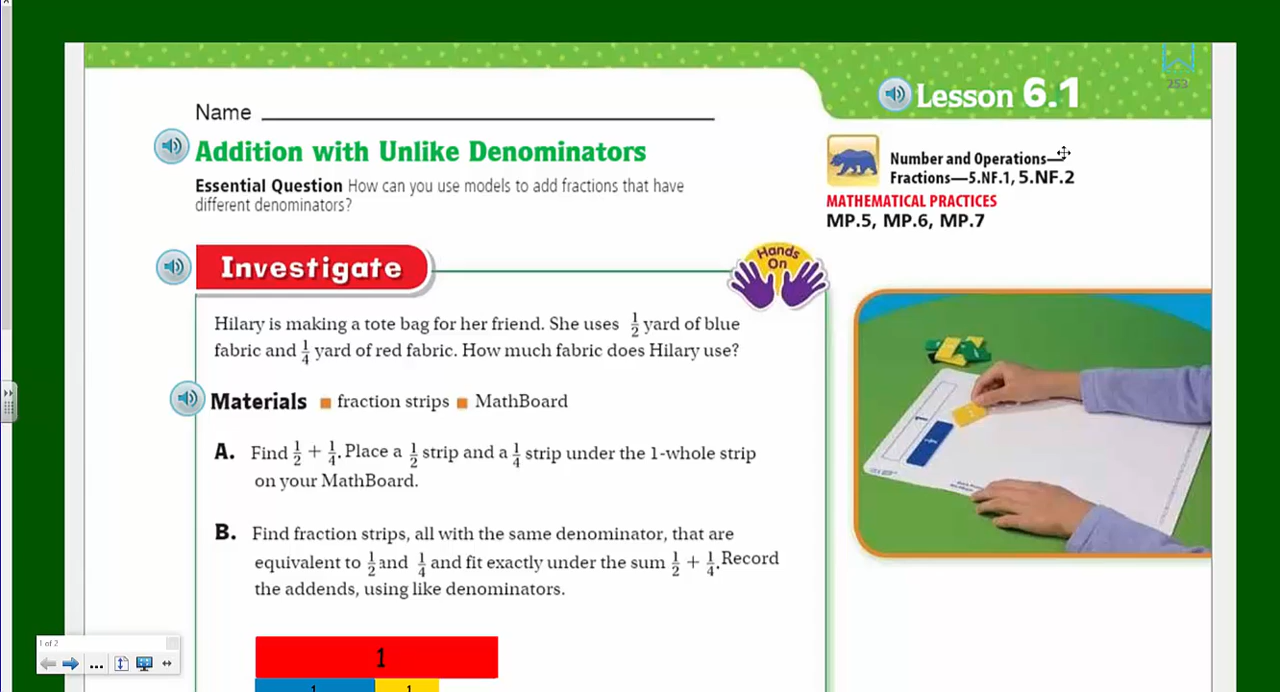 253
Lesson 6.1
Name
Addition with Unlike Denominators
Essential Question How can you use models to add fractions that have
different denominators?
Number and Operations—
Fractions—5.NF.1, 5.NF.2
MATHEMATICAL PRACTICES
MP.5, MP.6, MP.7
Investigate
Hands
On
Hilary is making a tote bag for her friend. She uses 1/2 yard of blue
fabric and 1/4 yard of red fabric. How much fabric does Hilary use?
Materials ■ fraction strips ■ MathBoard
A. Find 1/2 + 1/4. Place a 1/2 strip and a 1/4 strip under the 1-whole strip
on your MathBoard.
B. Find fraction strips, all with the same denominator, that are
equivalent to 1/2 and 1/4 and fit exactly under the sum 1/2 + 1/4. Record
the addends, using like denominators.
1 of 2
1
1 1